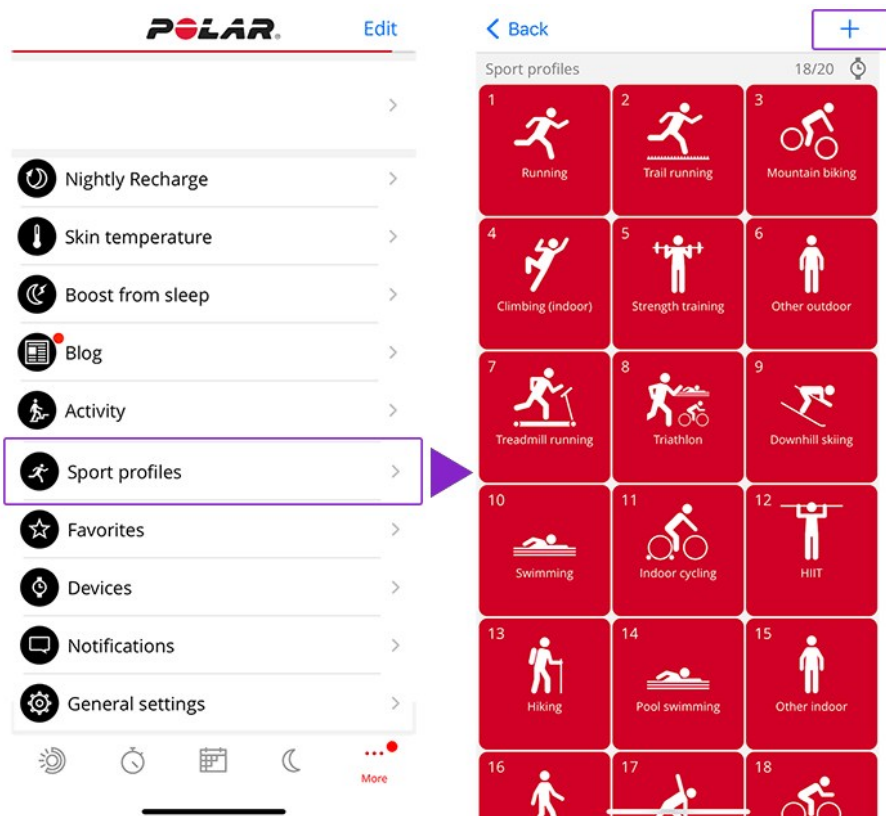 POLAR
Edit
Nightly Recharge
Skin temperature
Boost from sleep
Blog
Activity
Sport profiles
Favorites
Devices
Notifications
General settings
More
Back
+
Sport profiles 18/20
1 2 3
Running Trail running Mountain biking
4 5 6
Climbing (indoor) Strength training Other outdoor
7 8 9
Treadmill running Triathlon Downhill skiing
10 11 12
Swimming Indoor cycling HIIT
13 14 15
Hiking Pool swimming Other indoor
16 17 18